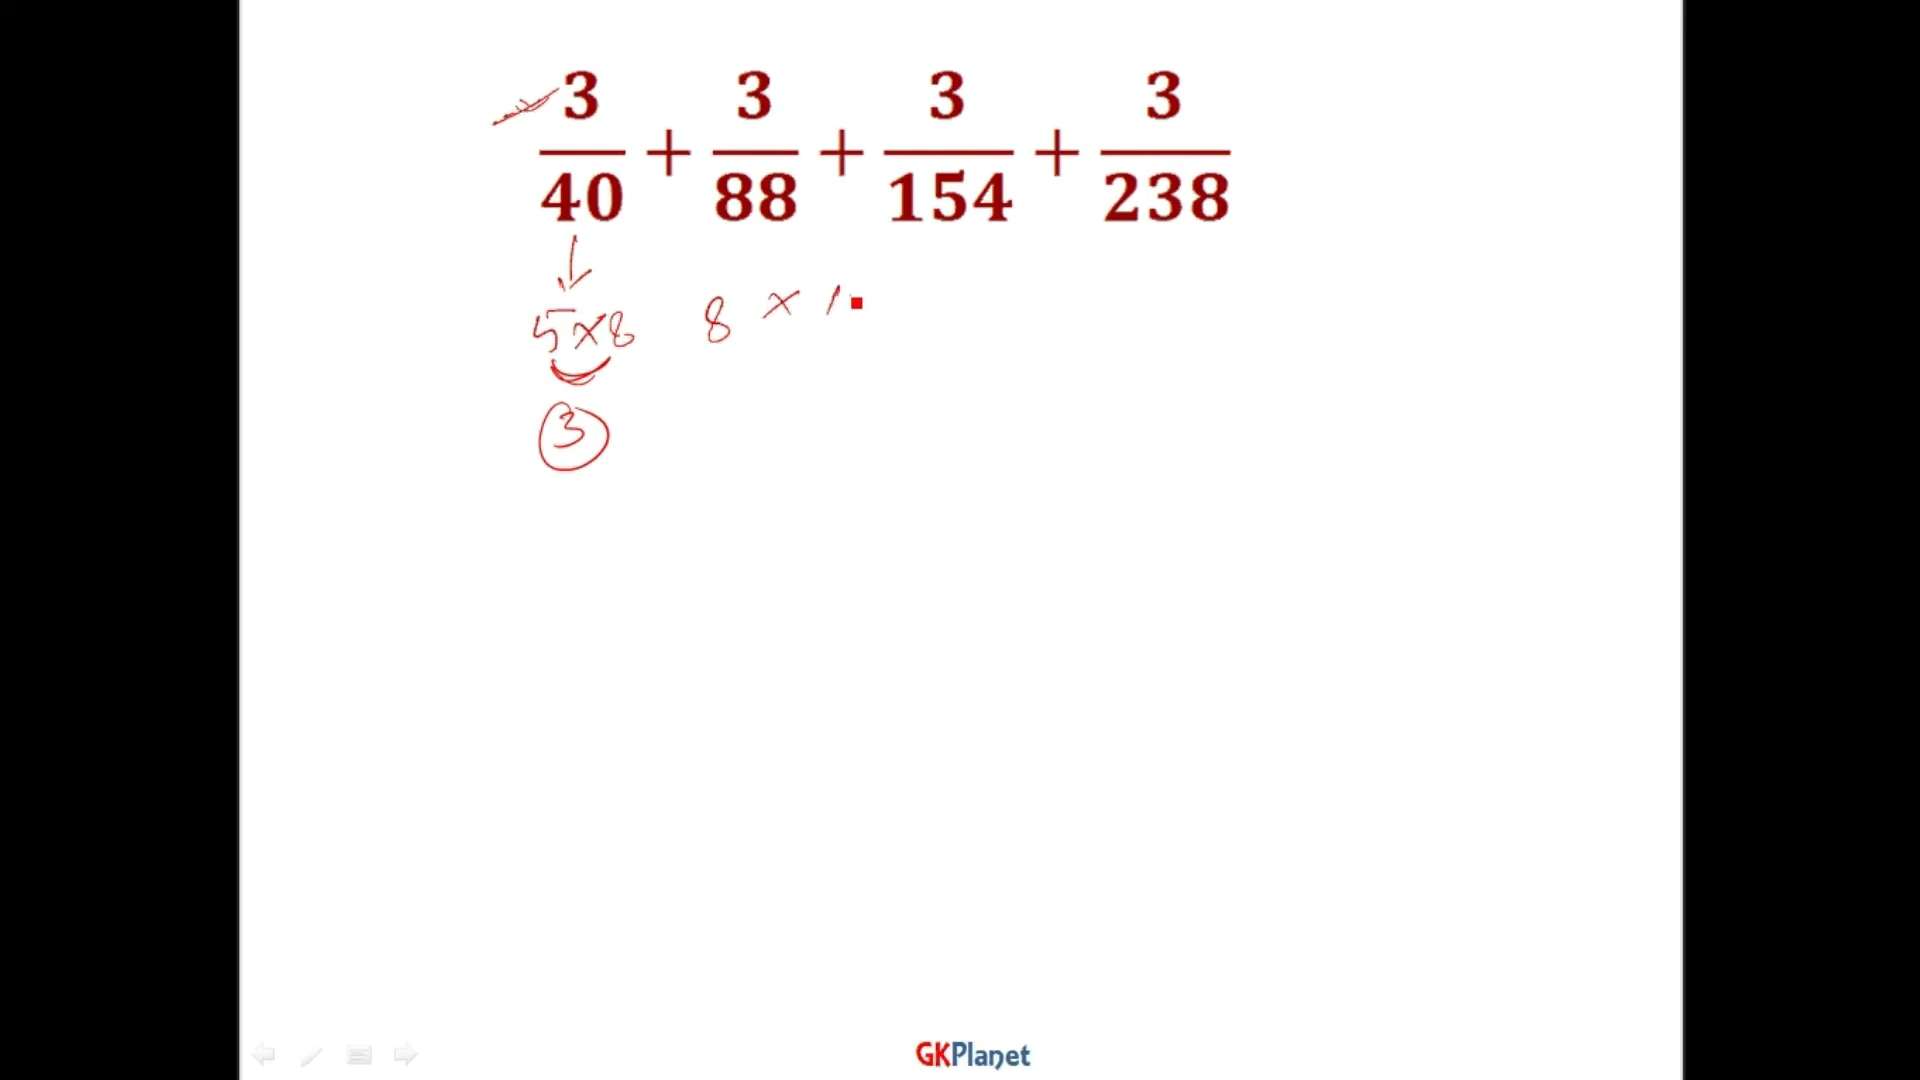 3/40 + 3/88 + 3/154 + 3/238
5×8 8 × 1
3
GKPlanet